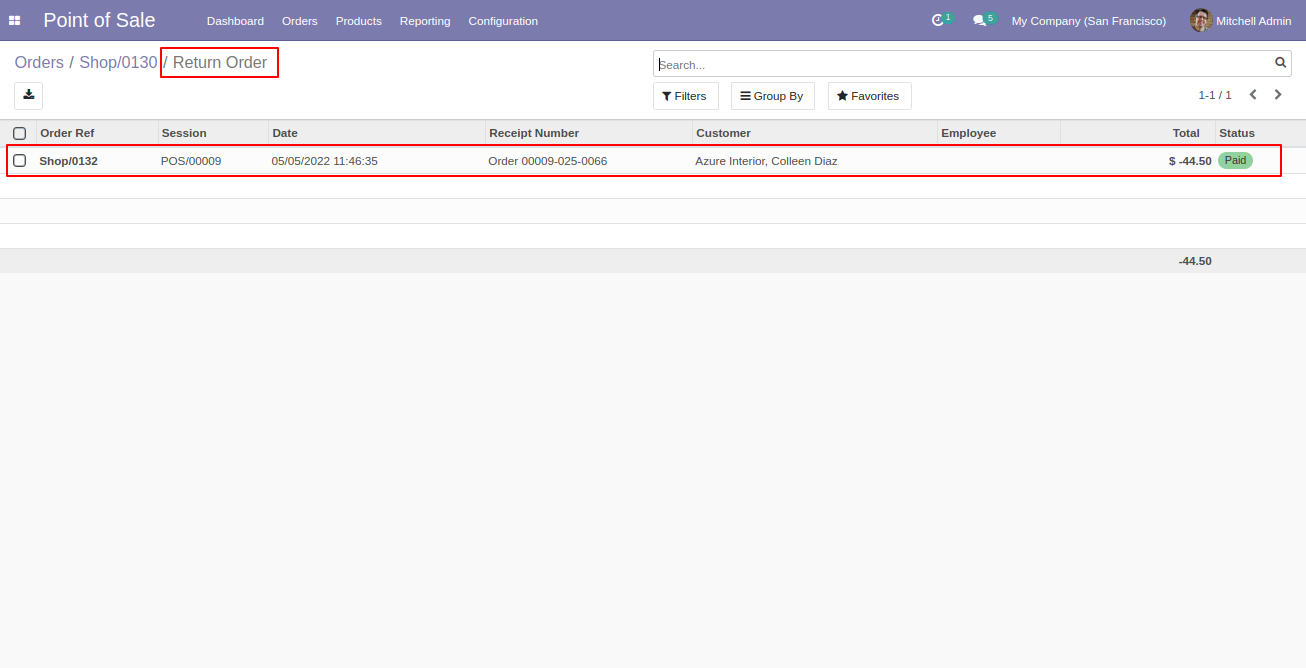 Point of Sale Dashboard Orders Products Reporting Configuration 1 5 My Company (San Francisco) Mitchell Admin
Orders / Shop/0130 / Return Order
Search...
Filters Group By Favorites 1-1 / 1
Order Ref Session Date Receipt Number Customer Employee Total Status
Shop/0132 POS/00009 05/05/2022 11:46:35 Order 00009-025-0066 Azure Interior, Colleen Diaz $ -44.50 Paid
-44.50